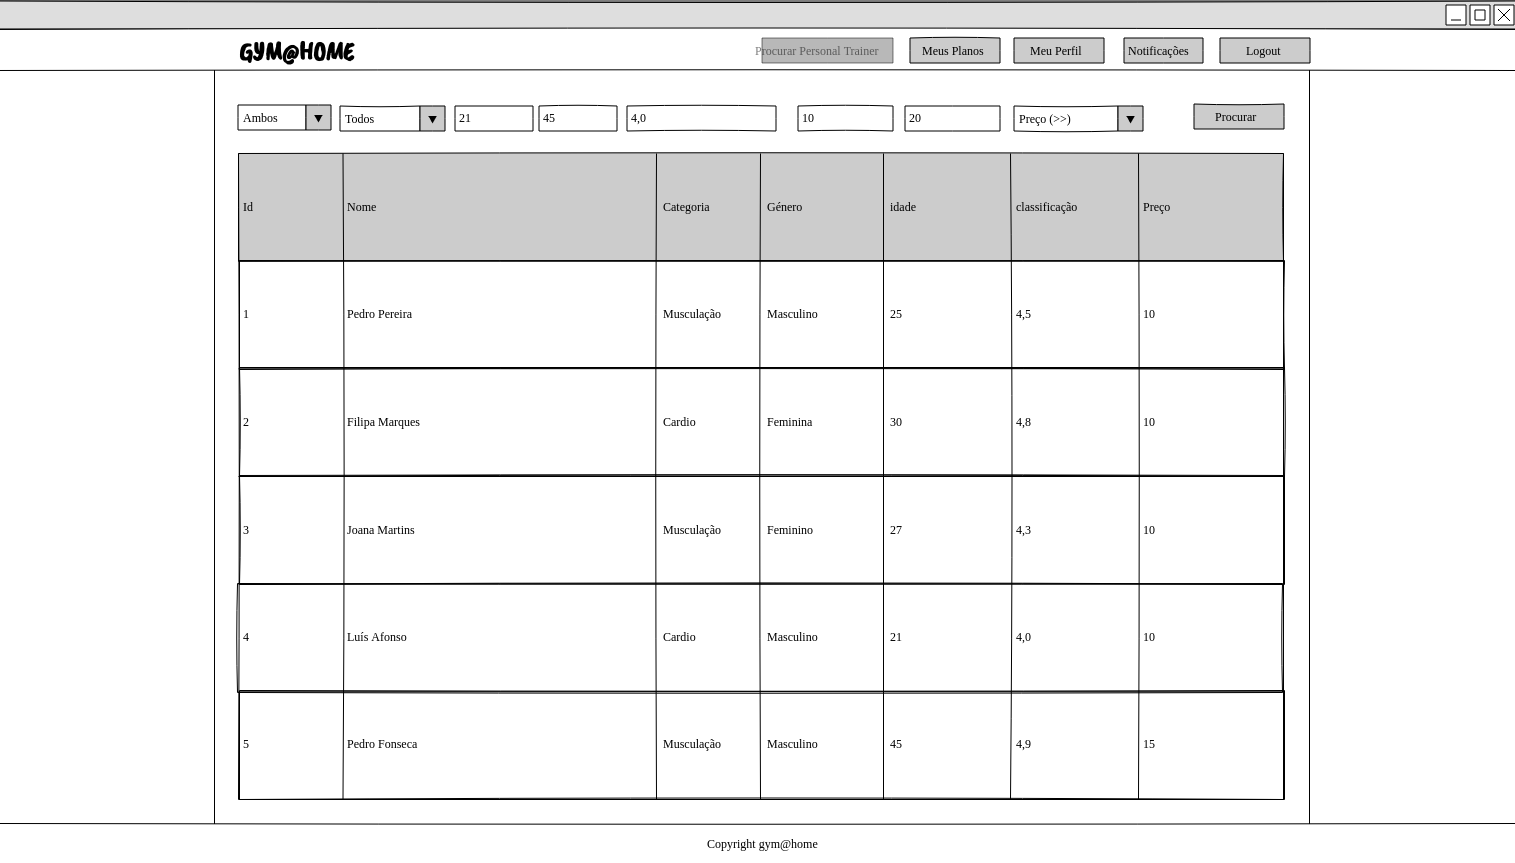 GYM@HOME
Procurar Personal Trainer
Meus Planos
Meu Perfil
Notificações
Logout
Ambos
Todos
21
45
4,0
10
20
Preço (>>)
Procurar
Id Nome Categoria Género idade classificação Preço
1 Pedro Pereira Musculação Masculino 25 4,5 10
2 Filipa Marques Cardio Feminina 30 4,8 10
3 Joana Martins Musculação Feminino 27 4,3 10
4 Luís Afonso Cardio Masculino 21 4,0 10
5 Pedro Fonseca Musculação Masculino 45 4,9 15
Copyright gym@home